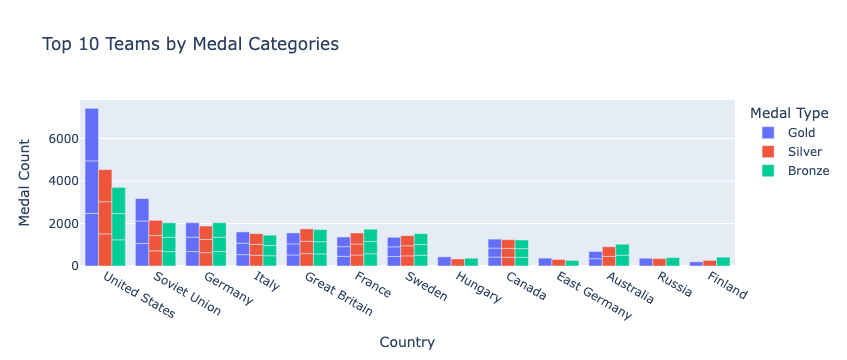 Top 10 Teams by Medal Categories
Medal Type
Gold
Silver
Bronze
Medal Count
6000
4000
2000
0
United States
Soviet Union
Germany
Italy
Great Britain
France
Sweden
Hungary
Canada
East Germany
Australia
Russia
Finland
Country